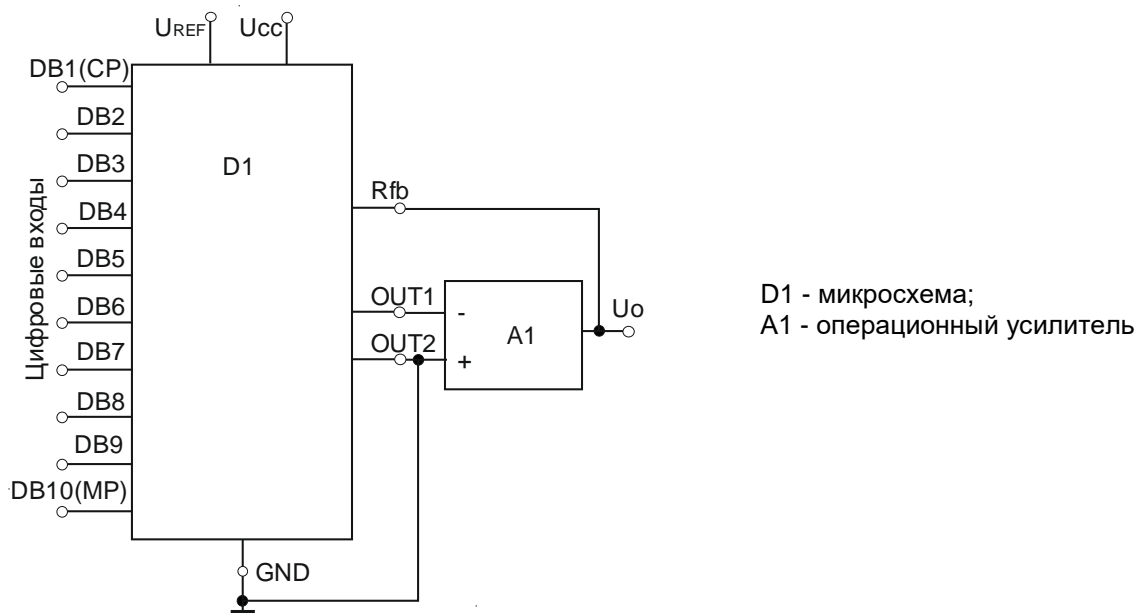 UREF
Ucc
DB1(CP)
DB2
DB3
DB4
DB5
DB6
DB7
DB8
DB9
DB10(MP)
Цифровые входы
D1
Rfb
OUT1
OUT2
-
+
A1
Uo
GND
D1 - микросхема;
A1 - операционный усилитель